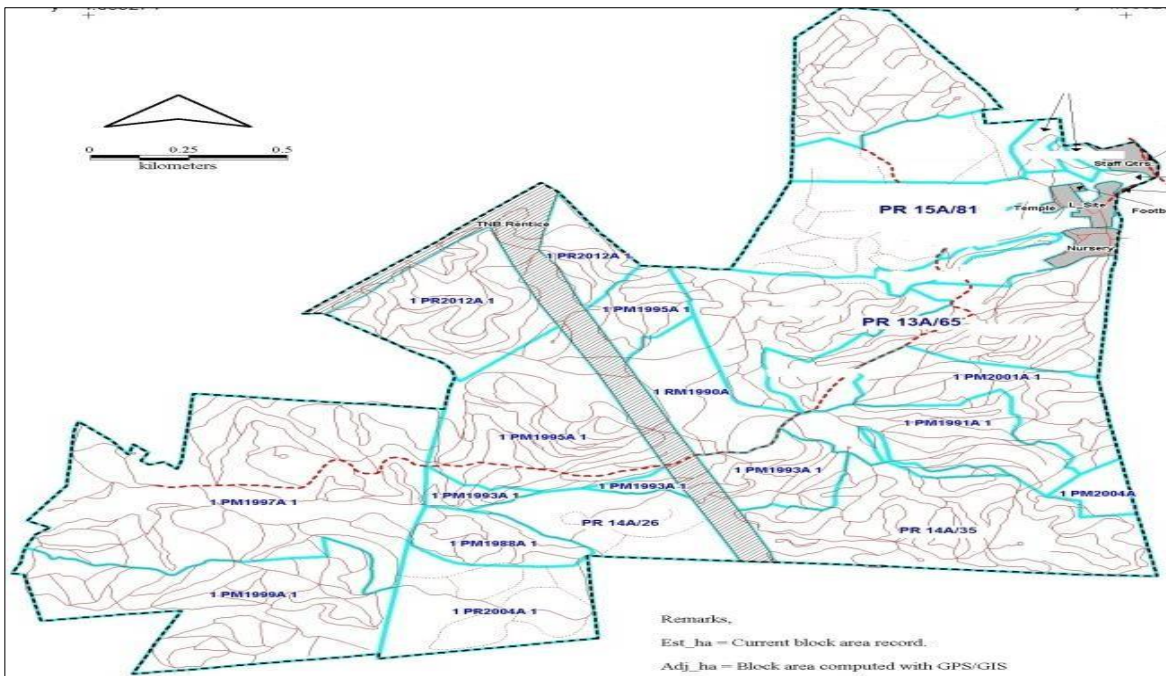 0 0.25 0.5
kilometers
Staff Qtrs
PR 15A/81
Temple
L_Site
Footb
TNB Rentice
Nursery
1 PR2012A 1
1 PR2012A 1
1 PM1995A 1
PR 13A/65
1 PM2001A 1
1 RM1990A
1 PM1991A 1
1 PM1995A 1
1 PM1993A 1
1 PM1993A 1
1 PM1993A 1
1 PM2004A
1 PM1997A 1
PR 14A/26
PR 14A/35
1 PM1988A 1
1 PM1999A 1
1 PR2004A 1
Remarks,
Est_ha = Current block area record.
Adj_ha = Block area computed with GPS/GIS